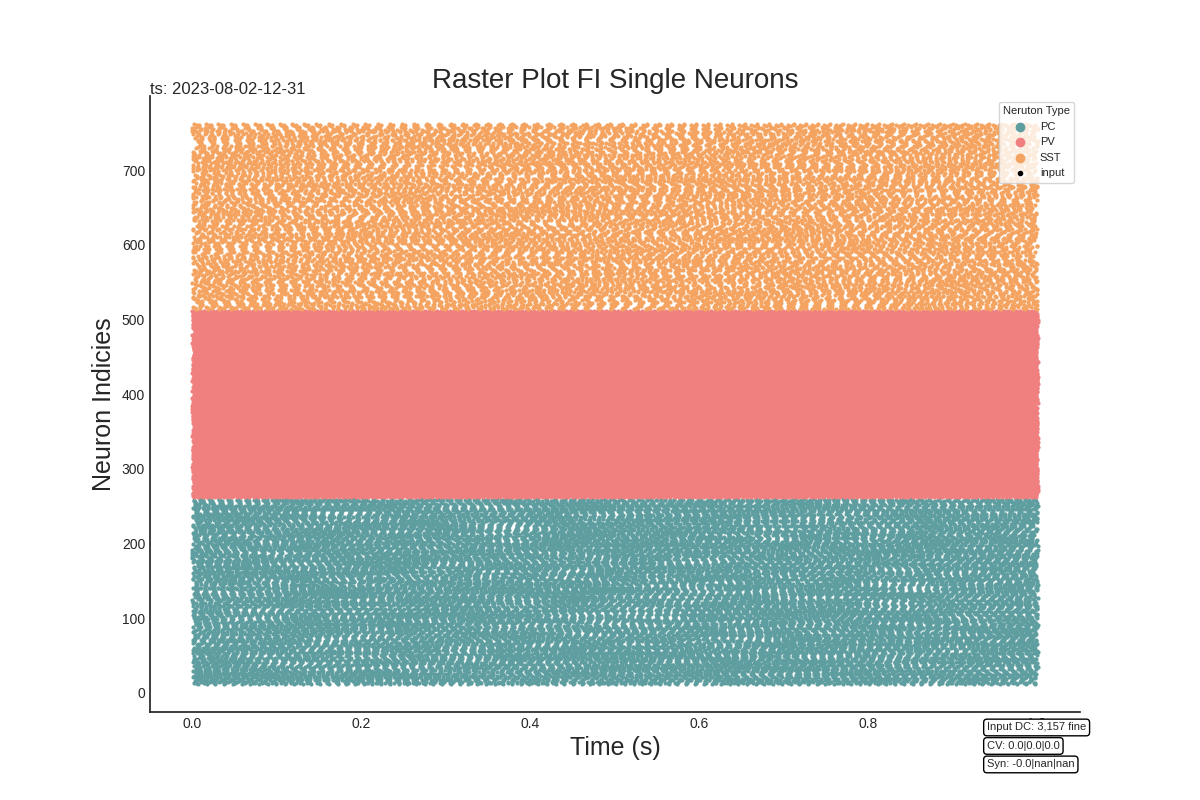 Raster Plot FI Single Neurons
ts: 2023-08-02-12-31
Neruton Type
PC
PV
SST
input
700
600
500
400
300
200
100
0
Neuron Indicies
0.0 0.2 0.4 0.6 0.8
Time (s)
Input DC: 3,157 fine
CV: 0.0|0.0|0.0
Syn: -0.0|nan|nan